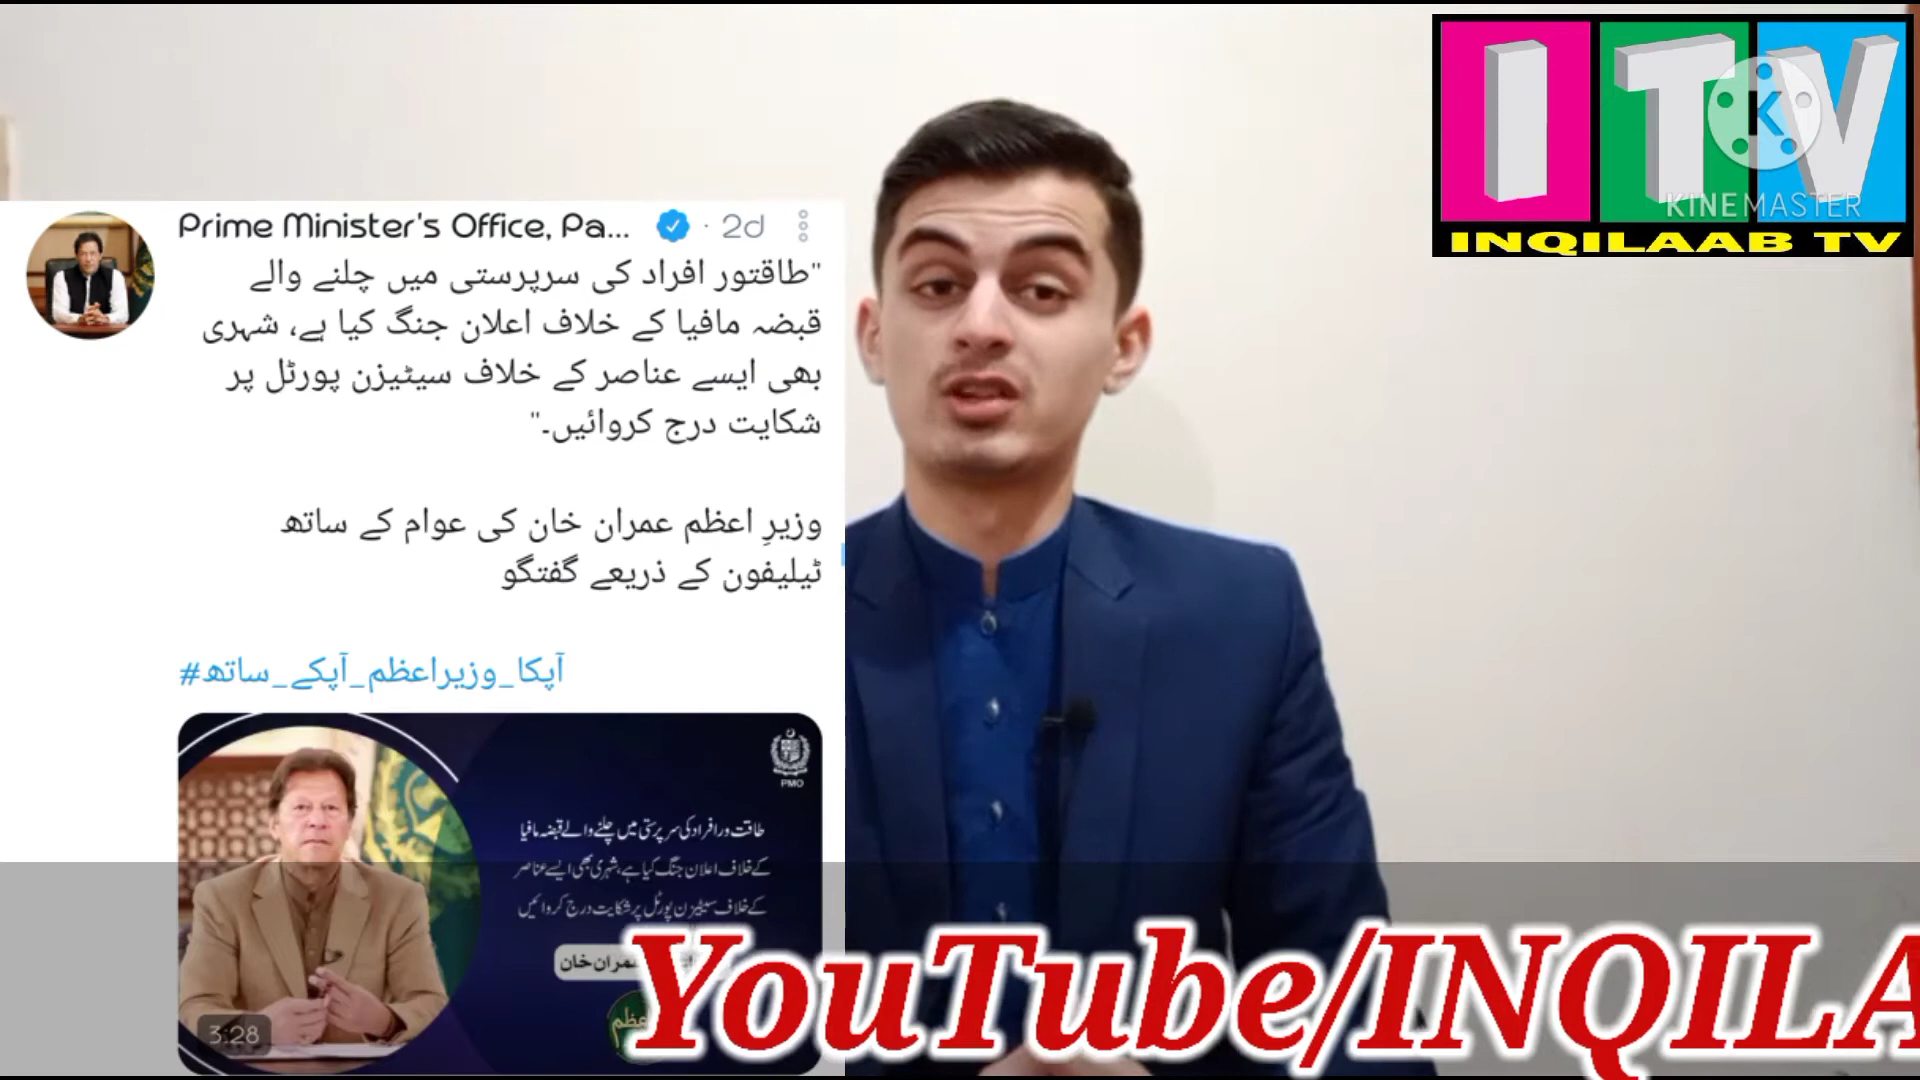 Prime Minister's Office, Pa... · 2d
"طاقتور افراد کی سرپرستی میں چلنے والے
قبضہ مافیا کے خلاف اعلان جنگ کیا ہے، شہری
بھی ایسے عناصر کے خلاف سیٹیزن پورٹل پر
شکایت درج کروائیں۔"
وزیرِ اعظم عمران خان کی عوام کے ساتھ
ٹیلیفون کے ذریعے گفتگو
#آپکا_وزیراعظم_آپکے_ساتھ
PMO
طاقت ور افراد کی سرپرستی میں چلنے والے قبضہ مافیا
کے خلاف اعلان جنگ کیا ہے، شہری بھی ایسے عناصر
کے خلاف سیٹیزن پورٹل پر شکایت درج کروائیں
عمران خان
3:28
ITV
K
KINEMASTER
INQILAAB TV
YouTube/INQILA